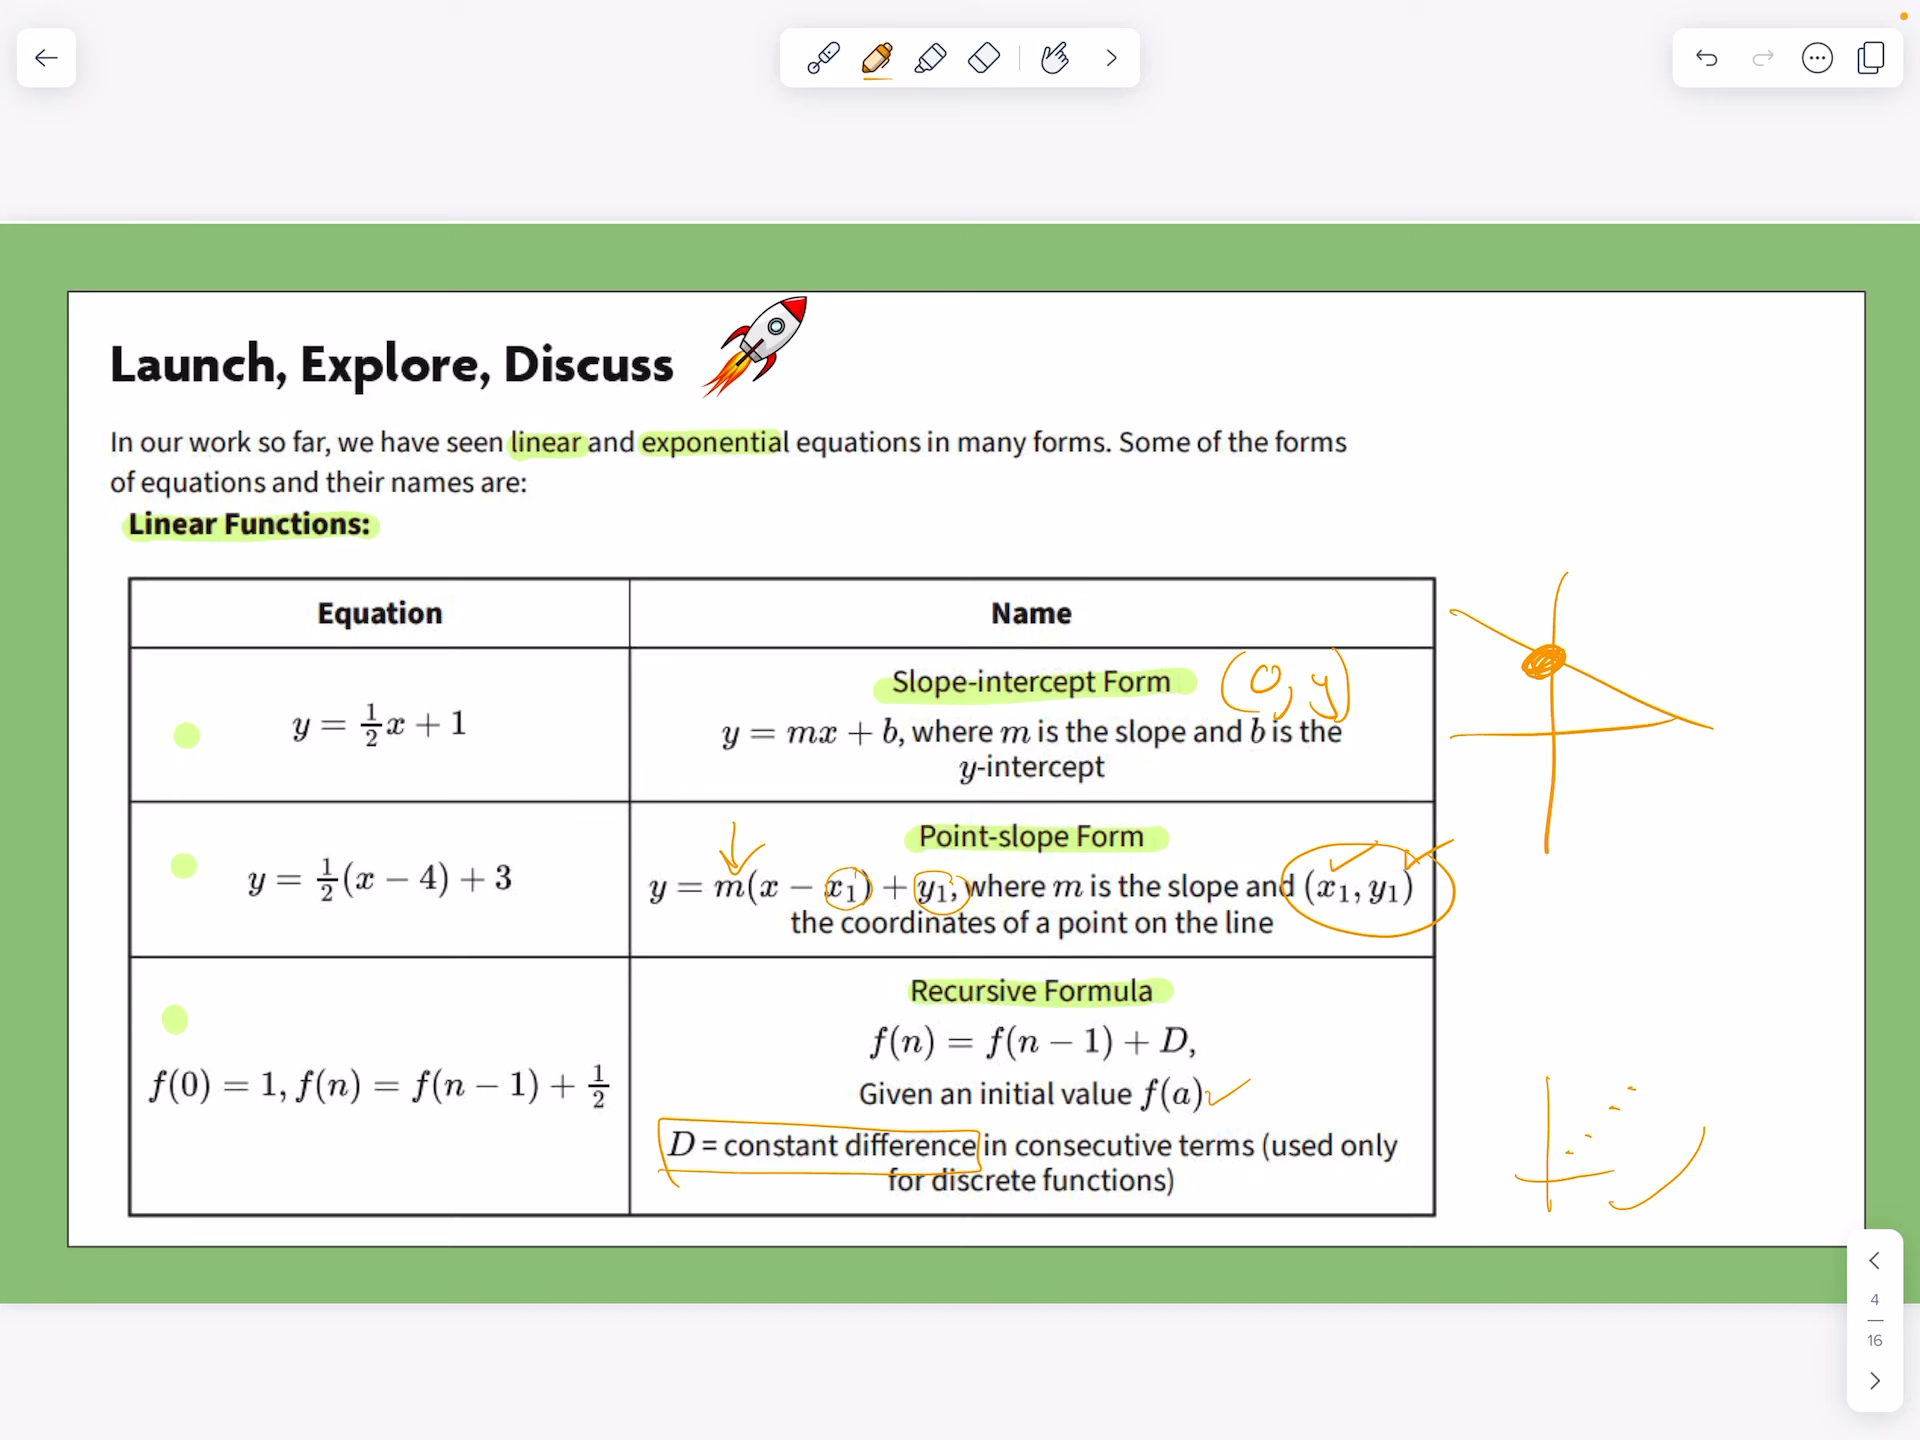 Launch, Explore, Discuss
In our work so far, we have seen linear and exponential equations in many forms. Some of the forms
of equations and their names are:
Linear Functions:
Equation
Name
y = 1/2 x + 1
Slope-intercept Form
(0, y)
y = mx + b, where m is the slope and b is the
y-intercept
y = 1/2 (x − 4) + 3
Point-slope Form
y = m(x − x₁) + y₁, where m is the slope and (x₁, y₁)
the coordinates of a point on the line
f(0) = 1, f(n) = f(n − 1) + 1/2
Recursive Formula
f(n) = f(n − 1) + D,
Given an initial value f(a)
D = constant difference in consecutive terms (used only
for discrete functions)
4
16